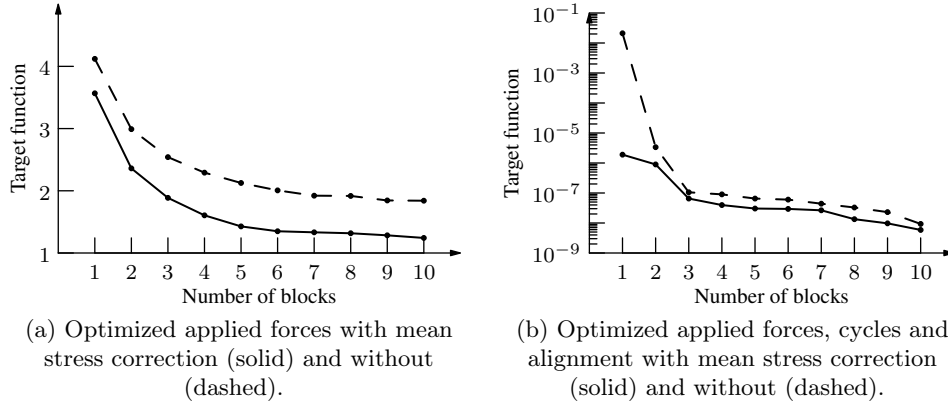 Target function
4
3
2
1
1 2 3 4 5 6 7 8 9 10
Number of blocks
(a) Optimized applied forces with mean
stress correction (solid) and without
(dashed).
Target function
10⁻¹
10⁻³
10⁻⁵
10⁻⁷
10⁻⁹
1 2 3 4 5 6 7 8 9 10
Number of blocks
(b) Optimized applied forces, cycles and
alignment with mean stress correction
(solid) and without (dashed).